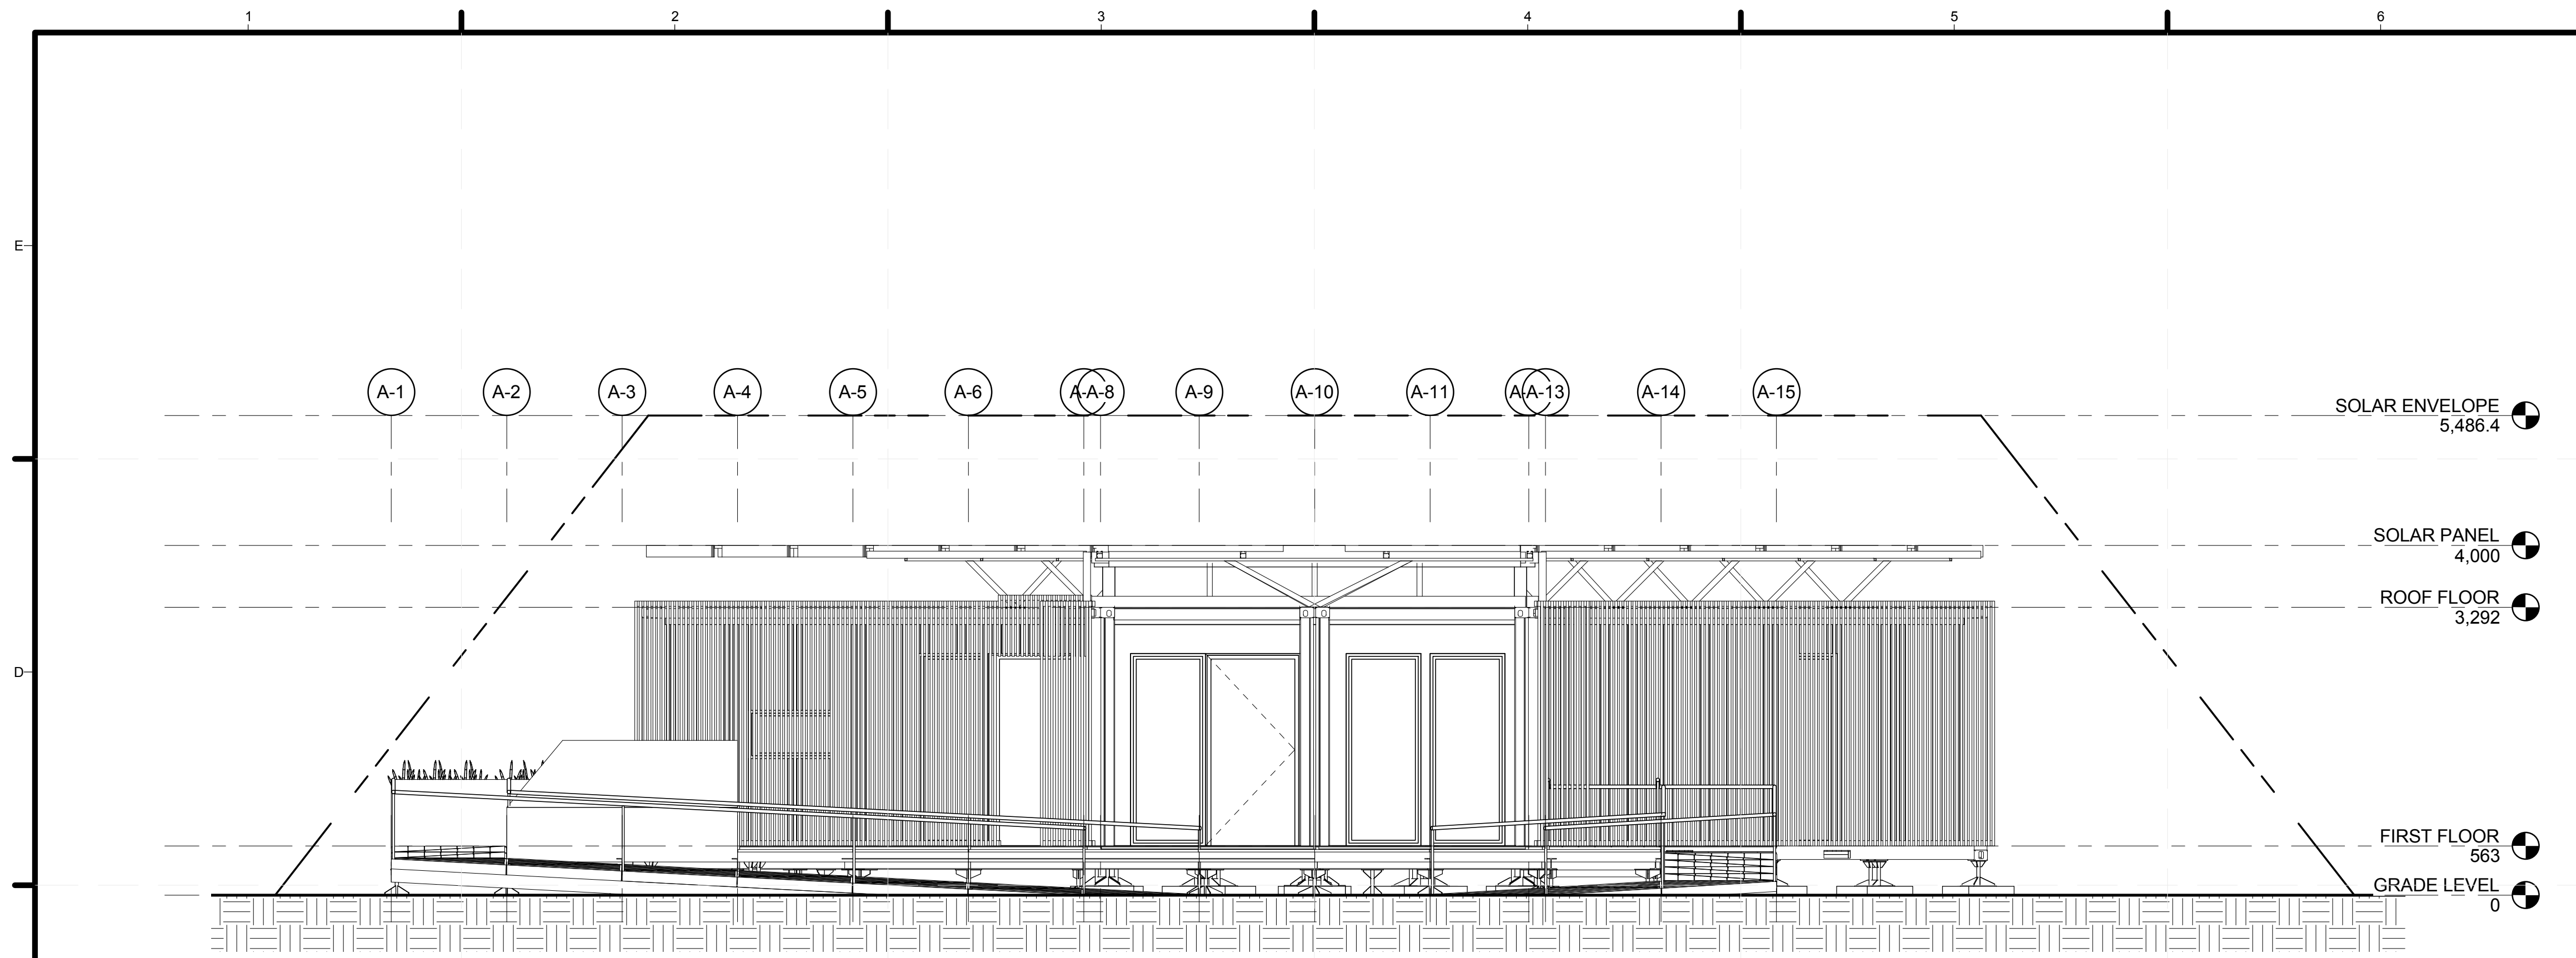 1 2 3 4 5 6
E
D
A-1 A-2 A-3 A-4 A-5 A-6 A-8 A-9 A-10 A-11 A-13 A-14 A-15
SOLAR ENVELOPE
5,486.4
SOLAR PANEL
4,000
ROOF FLOOR
3,292
FIRST FLOOR
563
GRADE LEVEL
0